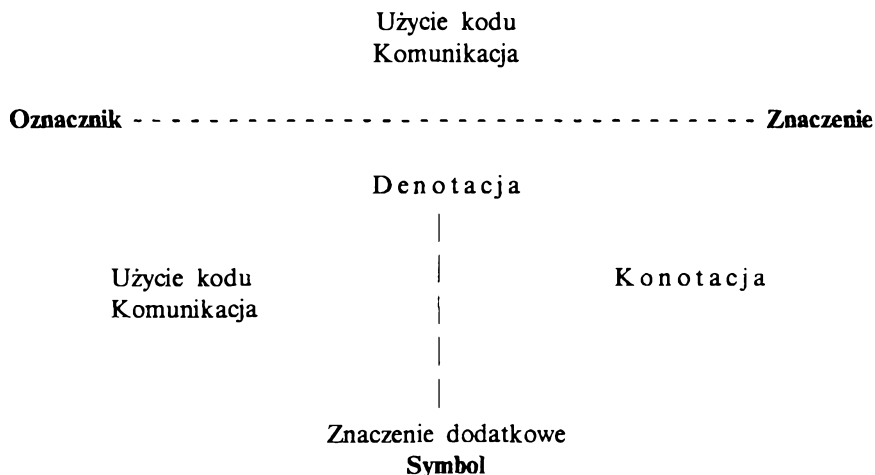 Użycie kodu
Komunikacja
Oznacznik - - - - - - - - - - - - - - - - - - - - - - - - - - - - - - - - - Znaczenie
Denotacja
Użycie kodu
Konotacja
Komunikacja
Znaczenie dodatkowe
Symbol